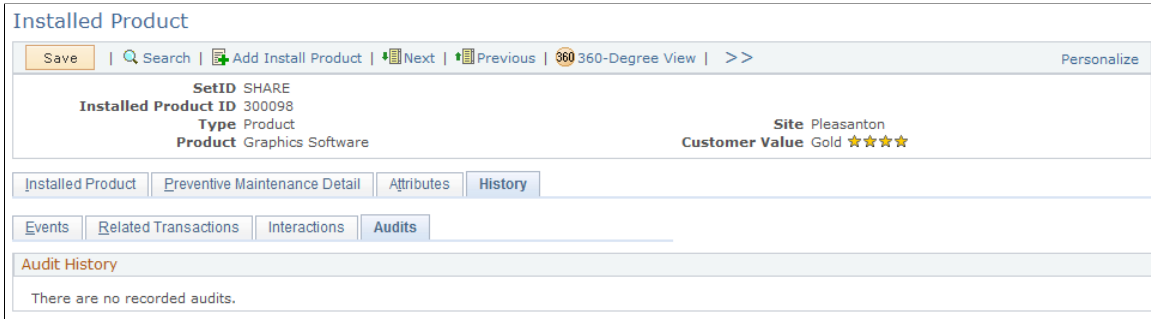 Installed Product
Save | Search | Add Install Product | Next | Previous | 360 360-Degree View | >> Personalize
SetID SHARE
Installed Product ID 300098
Type Product Site Pleasanton
Product Graphics Software Customer Value Gold
Installed Product Preventive Maintenance Detail Attributes History
Events Related Transactions Interactions Audits
Audit History
There are no recorded audits.